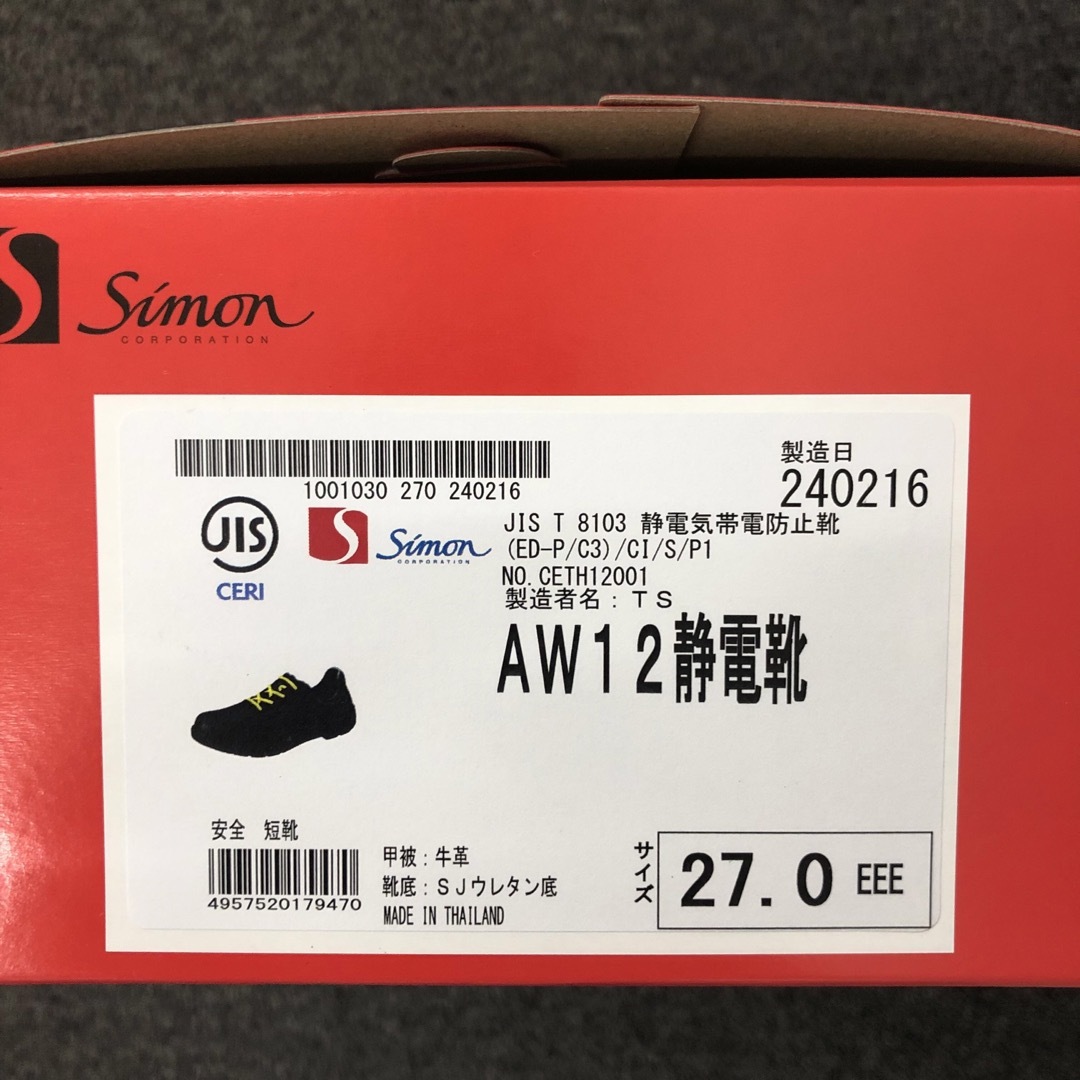 Simon
CORPORATION
製造日
240216
1001030 270 240216
JIS
CERI
Simon
CORPORATION
JIS T 8103 静電気帯電防止靴
(ED-P/C3)/CI/S/P1
NO.CETH12001
製造者名：ＴＳ
ＡＷ１２静電靴
安全　短靴
4957520179470
甲被：牛革
靴底：ＳＪウレタン底
MADE IN THAILAND
サイズ
27.0 EEE